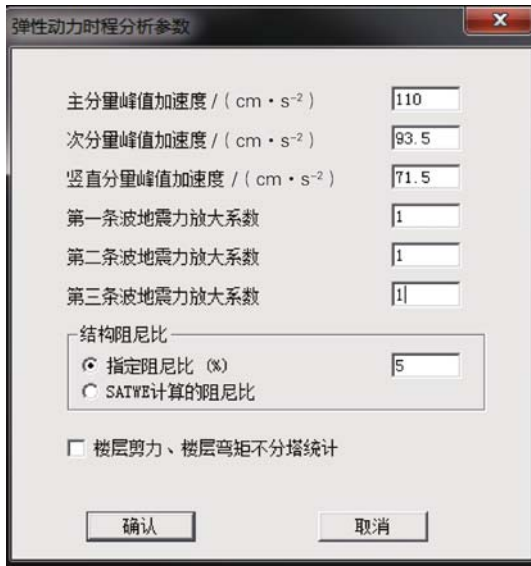 弹性动力时程分析参数
主分量峰值加速度 / ( cm · s⁻² ) 110
次分量峰值加速度 / ( cm · s⁻² ) 93.5
竖直分量峰值加速度 / ( cm · s⁻² ) 71.5
第一条波地震力放大系数 1
第二条波地震力放大系数 1
第三条波地震力放大系数 1
结构阻尼比
指定阻尼比 (%) 5
SATWE计算的阻尼比
楼层剪力、楼层弯矩不分塔统计
确认 取消